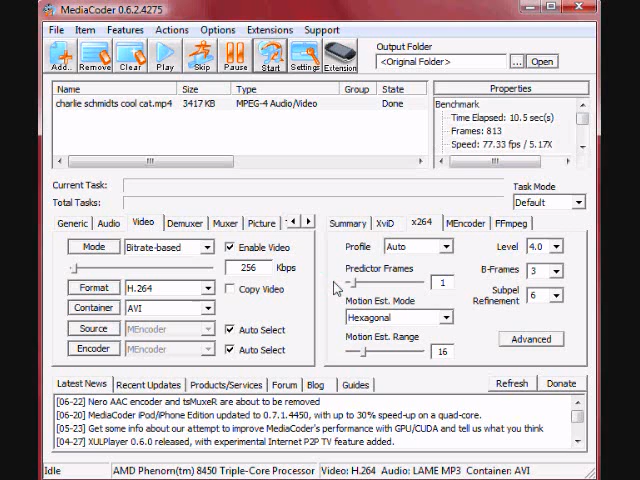 MediaCoder 0.6.2.4275
File Item Features Actions Options Extensions Support
Add.. Remove Clear Play Skip Pause Start Settings Extension
Output Folder
<Original Folder> ... Open
Name Size Type Group State
charlie schmidts cool cat.mp4 3417 KB MPEG-4 Audio/Video Done
Properties
Benchmark
Time Elapsed: 10.5 sec(s)
Frames: 813
Speed: 77.33 fps / 5.17X
Current Task:
Total Tasks:
Task Mode
Default
Generic Audio Video Demuxer Muxer Picture
Mode Bitrate-based Enable Video
256 Kbps
Format H.264 Copy Video
Container AVI
Source MEncoder Auto Select
Encoder MEncoder Auto Select
Summary XviD x264 MEncoder FFmpeg
Profile Auto Level 4.0
Predictor Frames 1 B-Frames 3
Motion Est. Mode Subpel Refinement 6
Hexagonal
Motion Est. Range 16 Advanced
Latest News Recent Updates Products/Services Forum Blog Guides Refresh Donate
[06-22] Nero AAC encoder and tsMuxeR are about to be removed
[06-20] MediaCoder iPod/iPhone Edition updated to 0.7.1.4450, with up to 30% speed-up on a quad-core.
[05-23] Get some info about our attempt to improve MediaCoder's performance with GPU/CUDA and tell us what you think
[04-27] XULPlayer 0.6.0 released, with experimental Internet P2P TV feature added.
Idle AMD Phenom(tm) 8450 Triple-Core Processor Video: H.264 Audio: LAME MP3 Container: AVI